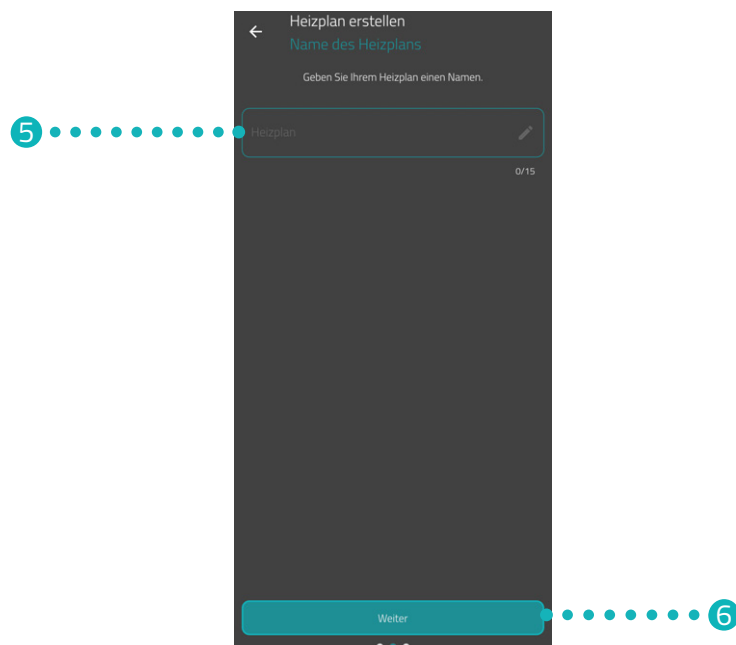 Heizplan erstellen
Name des Heizplans
Geben Sie Ihrem Heizplan einen Namen.
5
Heizplan
0/15
Weiter
6